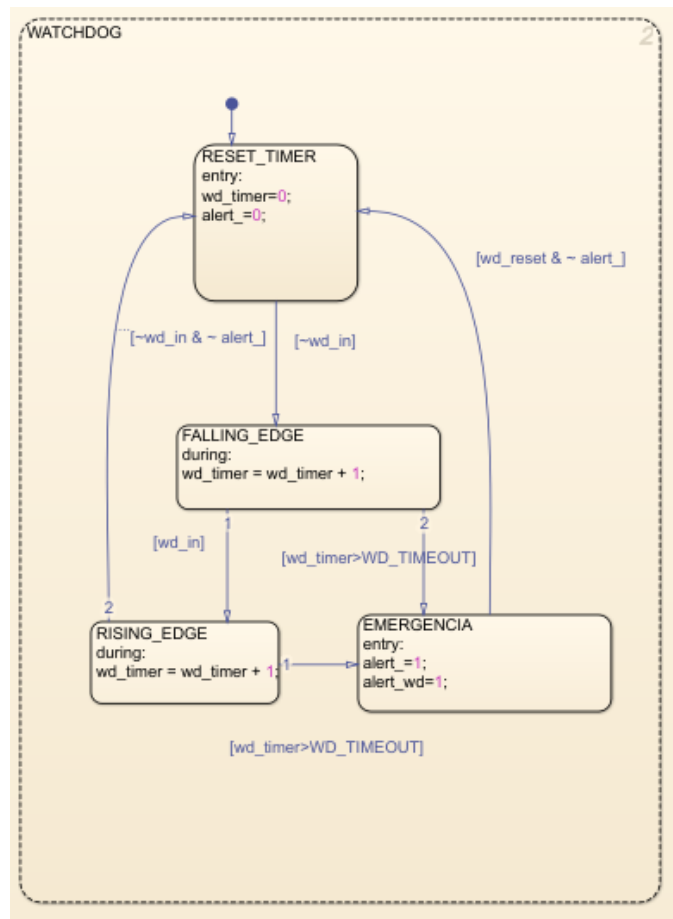 WATCHDOG
2
RESET_TIMER
entry:
wd_timer=0;
alert_=0;
[wd_reset & ~ alert_]
[~wd_in & ~ alert_]
[~wd_in]
FALLING_EDGE
during:
wd_timer = wd_timer + 1;
1
2
[wd_in]
[wd_timer>WD_TIMEOUT]
2
RISING_EDGE
during:
wd_timer = wd_timer + 1;
1
EMERGENCIA
entry:
alert_=1;
alert_wd=1;
[wd_timer>WD_TIMEOUT]